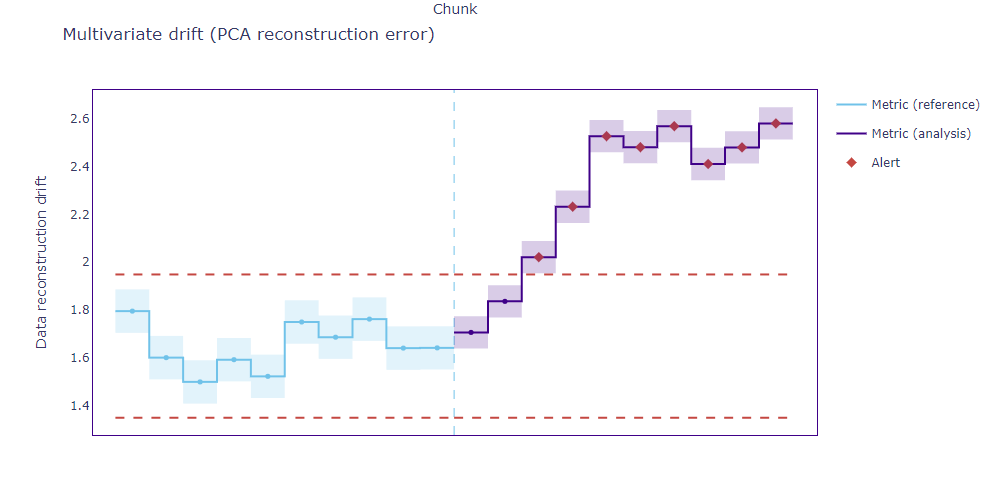 Chunk
Multivariate drift (PCA reconstruction error)
Data reconstruction drift
2.6
2.4
2.2
2
1.8
1.6
1.4
Metric (reference)
Metric (analysis)
Alert